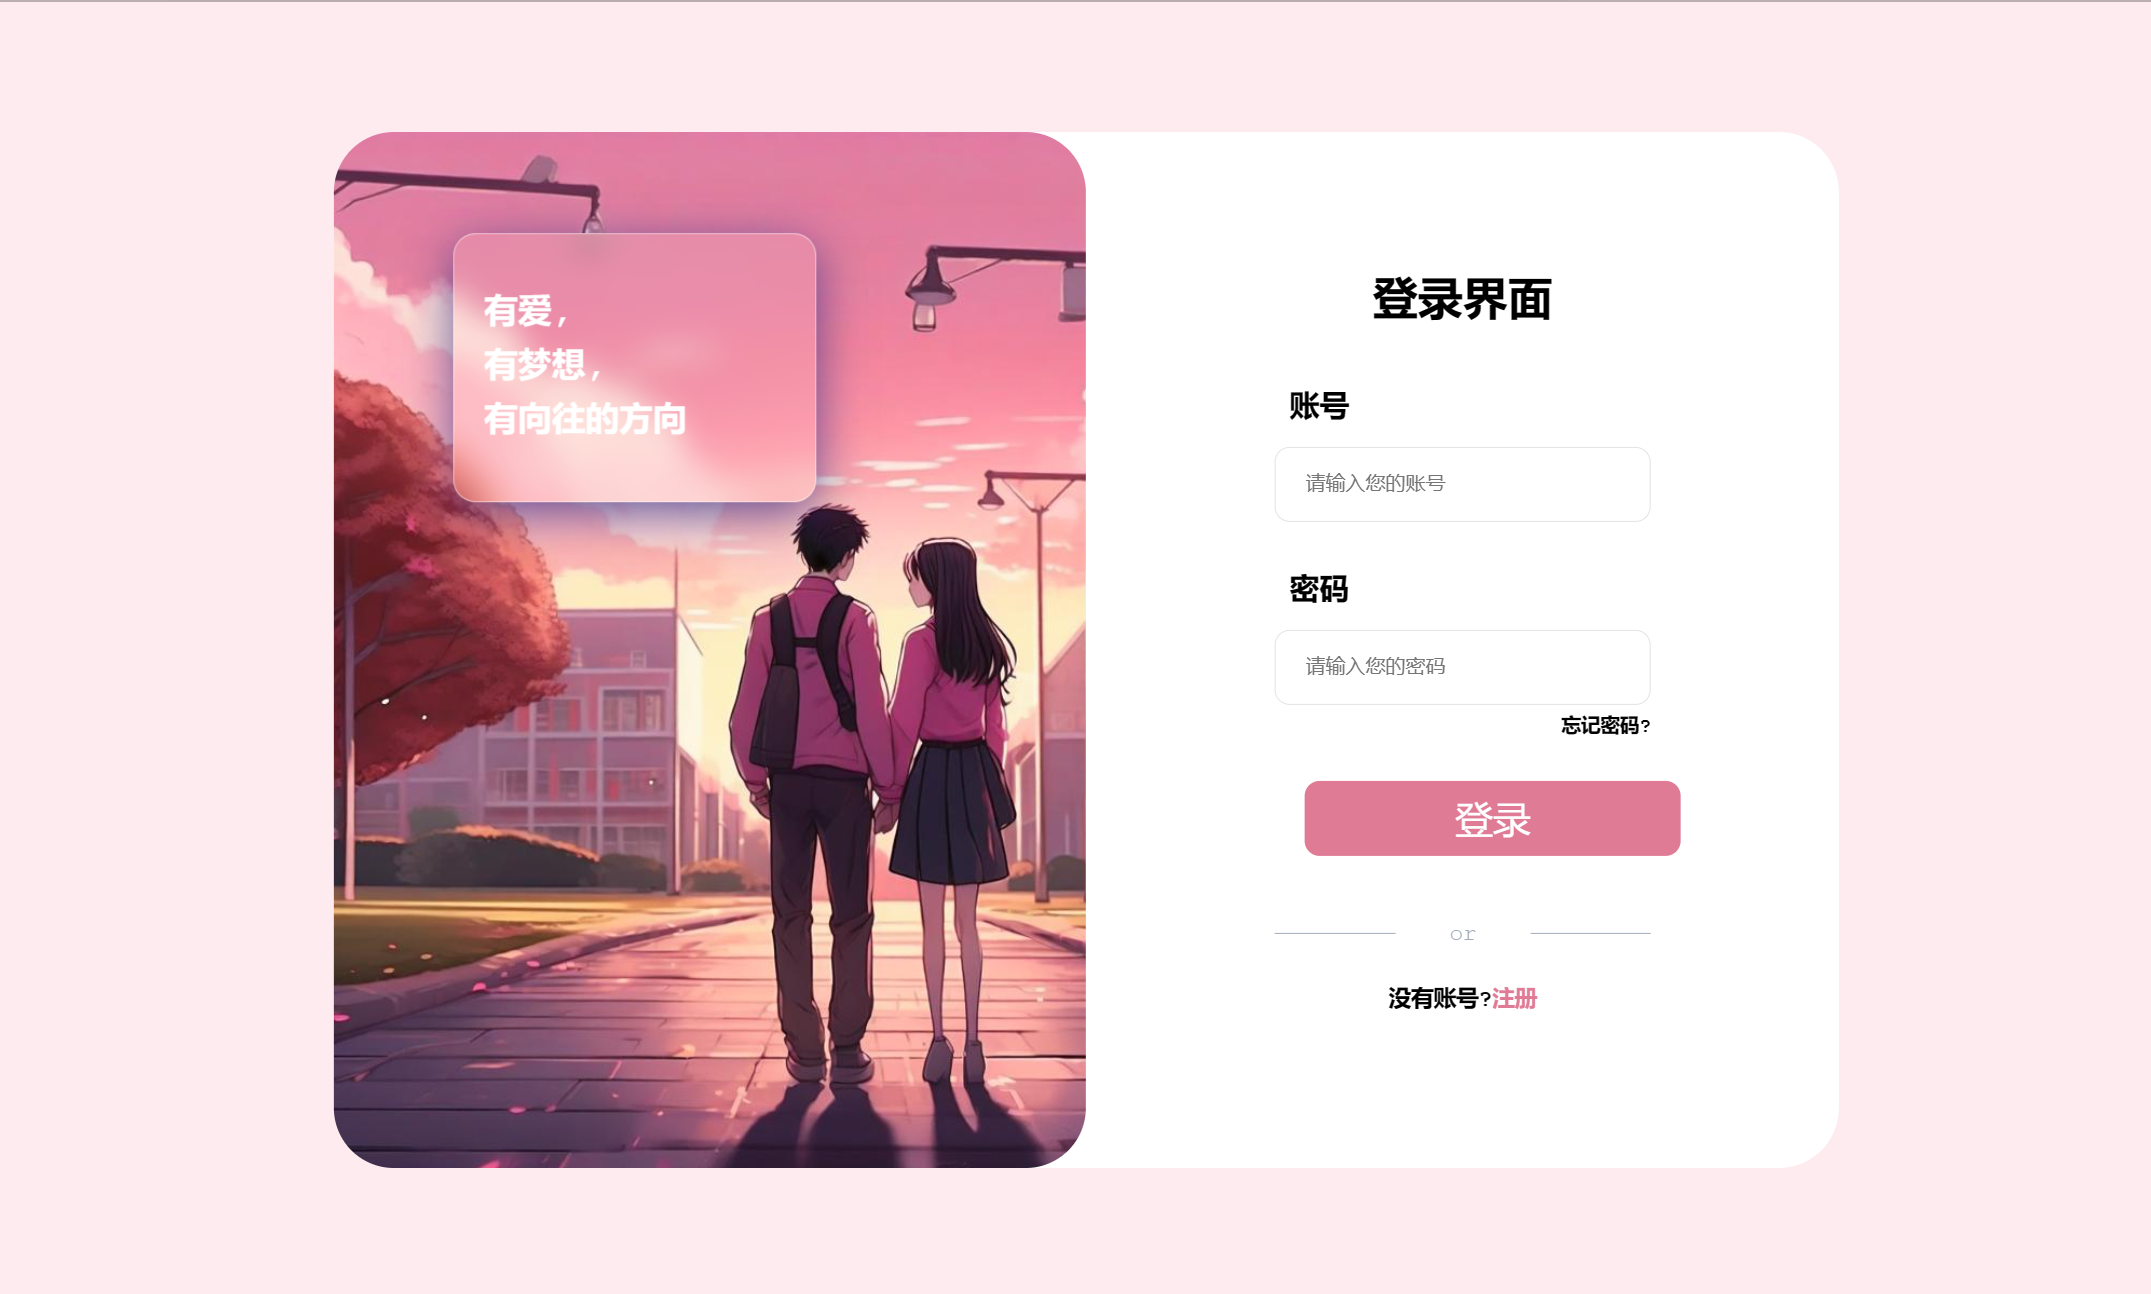 有爱，
有梦想，
有向往的方向
登录界面
账号
请输入您的账号
密码
请输入您的密码
忘记密码?
登录
or
没有账号?注册